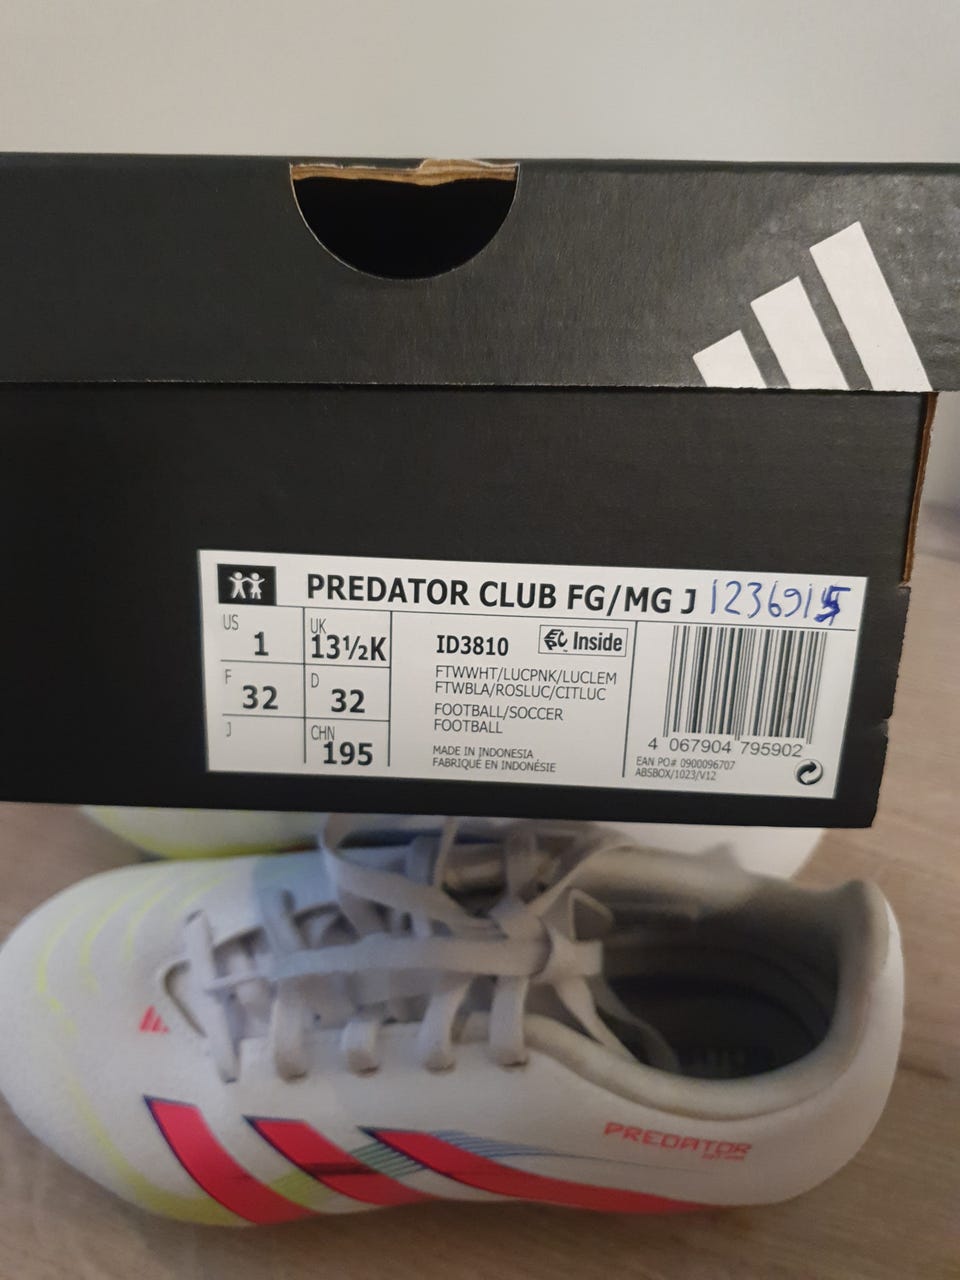 PREDATOR CLUB FG/MG J 1236915
US 1
UK 13½K
F 32
D 32
J
CHN 195
ID3810
Inside
FTWWHT/LUCPNK/LUCLEM
FTWBLA/ROSLUC/CITLUC
FOOTBALL/SOCCER
FOOTBALL
MADE IN INDONESIA
FABRIQUÉ EN INDONÉSIE
4 067904 795902
EAN PO# 0900096707
ABSBOX/1023/V12
PREDATOR